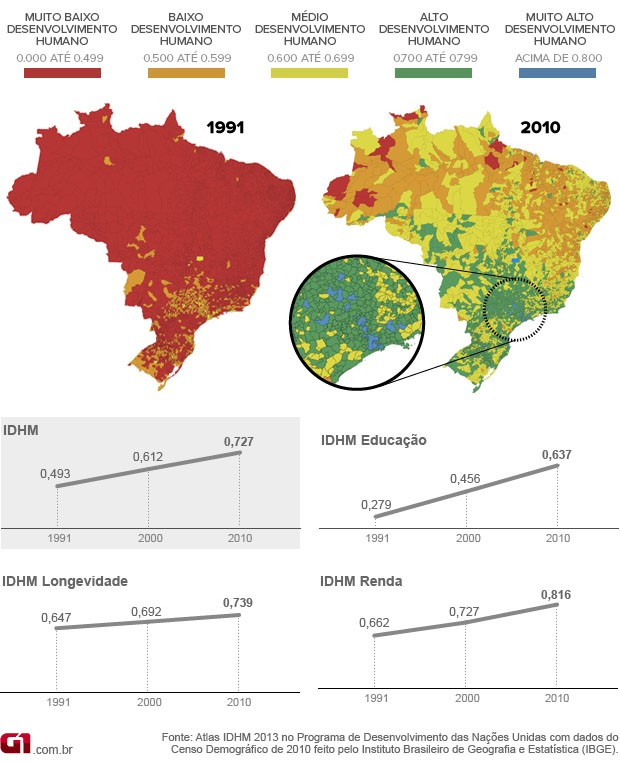 MUITO BAIXO
DESENVOLVIMENTO
HUMANO
0.000 ATÉ 0.499
BAIXO
DESENVOLVIMENTO
HUMANO
0.500 ATÉ 0.599
MÉDIO
DESENVOLVIMENTO
HUMANO
0.600 ATÉ 0.699
ALTO
DESENVOLVIMENTO
HUMANO
0.700 ATÉ 0.799
MUITO ALTO
DESENVOLVIMENTO
HUMANO
ACIMA DE 0.800
1991
2010
IDHM
0,493
0,612
0,727
1991
2000
2010
IDHM Educação
0,279
0,456
0,637
1991
2000
2010
IDHM Longevidade
0,647
0,692
0,739
1991
2000
2010
IDHM Renda
0,662
0,727
0,816
1991
2000
2010
G1.com.br
Fonte: Atlas IDHM 2013 no Programa de Desenvolvimento das Nações Unidas com dados do
Censo Demográfico de 2010 feito pelo Instituto Brasileiro de Geografia e Estatística (IBGE).